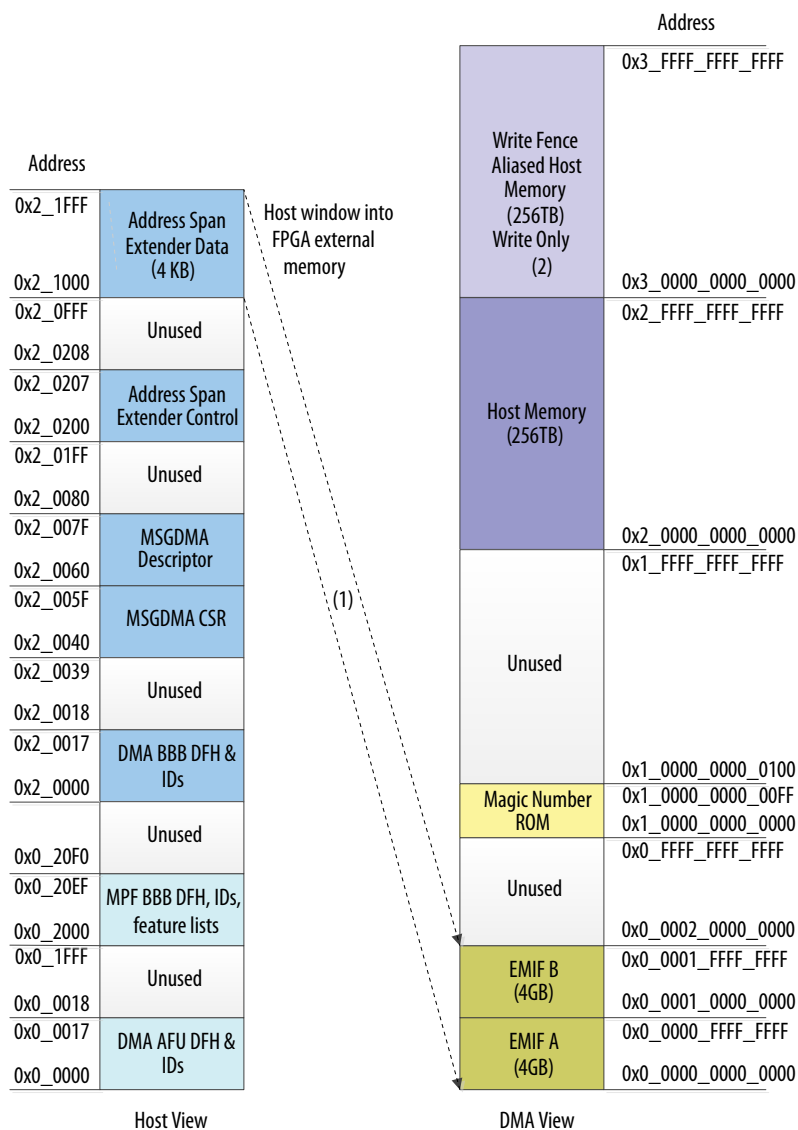 Address
0x2_1FFF
Address Span
Extender Data
(4 KB)
0x2_1000
0x2_0FFF
Unused
0x2_0208
0x2_0207
Address Span
Extender Control
0x2_0200
0x2_01FF
Unused
0x2_0080
0x2_007F
MSGDMA
Descriptor
0x2_0060
0x2_005F
MSGDMA CSR
0x2_0040
0x2_0039
Unused
0x2_0018
0x2_0017
DMA BBB DFH &
IDs
0x2_0000
Unused
0x0_20F0
0x0_20EF
MPF BBB DFH, IDs,
feature lists
0x0_2000
0x0_1FFF
Unused
0x0_0018
0x0_0017
DMA AFU DFH &
IDs
0x0_0000
Host View
Host window into
FPGA external
memory
(1)
Address
0x3_FFFF_FFFF_FFFF
Write Fence
Aliased Host
Memory
(256TB)
Write Only
(2)
0x3_0000_0000_0000
0x2_FFFF_FFFF_FFFF
Host Memory
(256TB)
0x2_0000_0000_0000
0x1_FFFF_FFFF_FFFF
Unused
0x1_0000_0000_0100
Magic Number
ROM
0x1_0000_0000_00FF
0x1_0000_0000_0000
0x0_FFFF_FFFF_FFFF
Unused
0x0_0002_0000_0000
0x0_0001_FFFF_FFFF
EMIF B
(4GB)
0x0_0001_0000_0000
0x0_0000_FFFF_FFFF
EMIF A
(4GB)
0x0_0000_0000_0000
DMA View